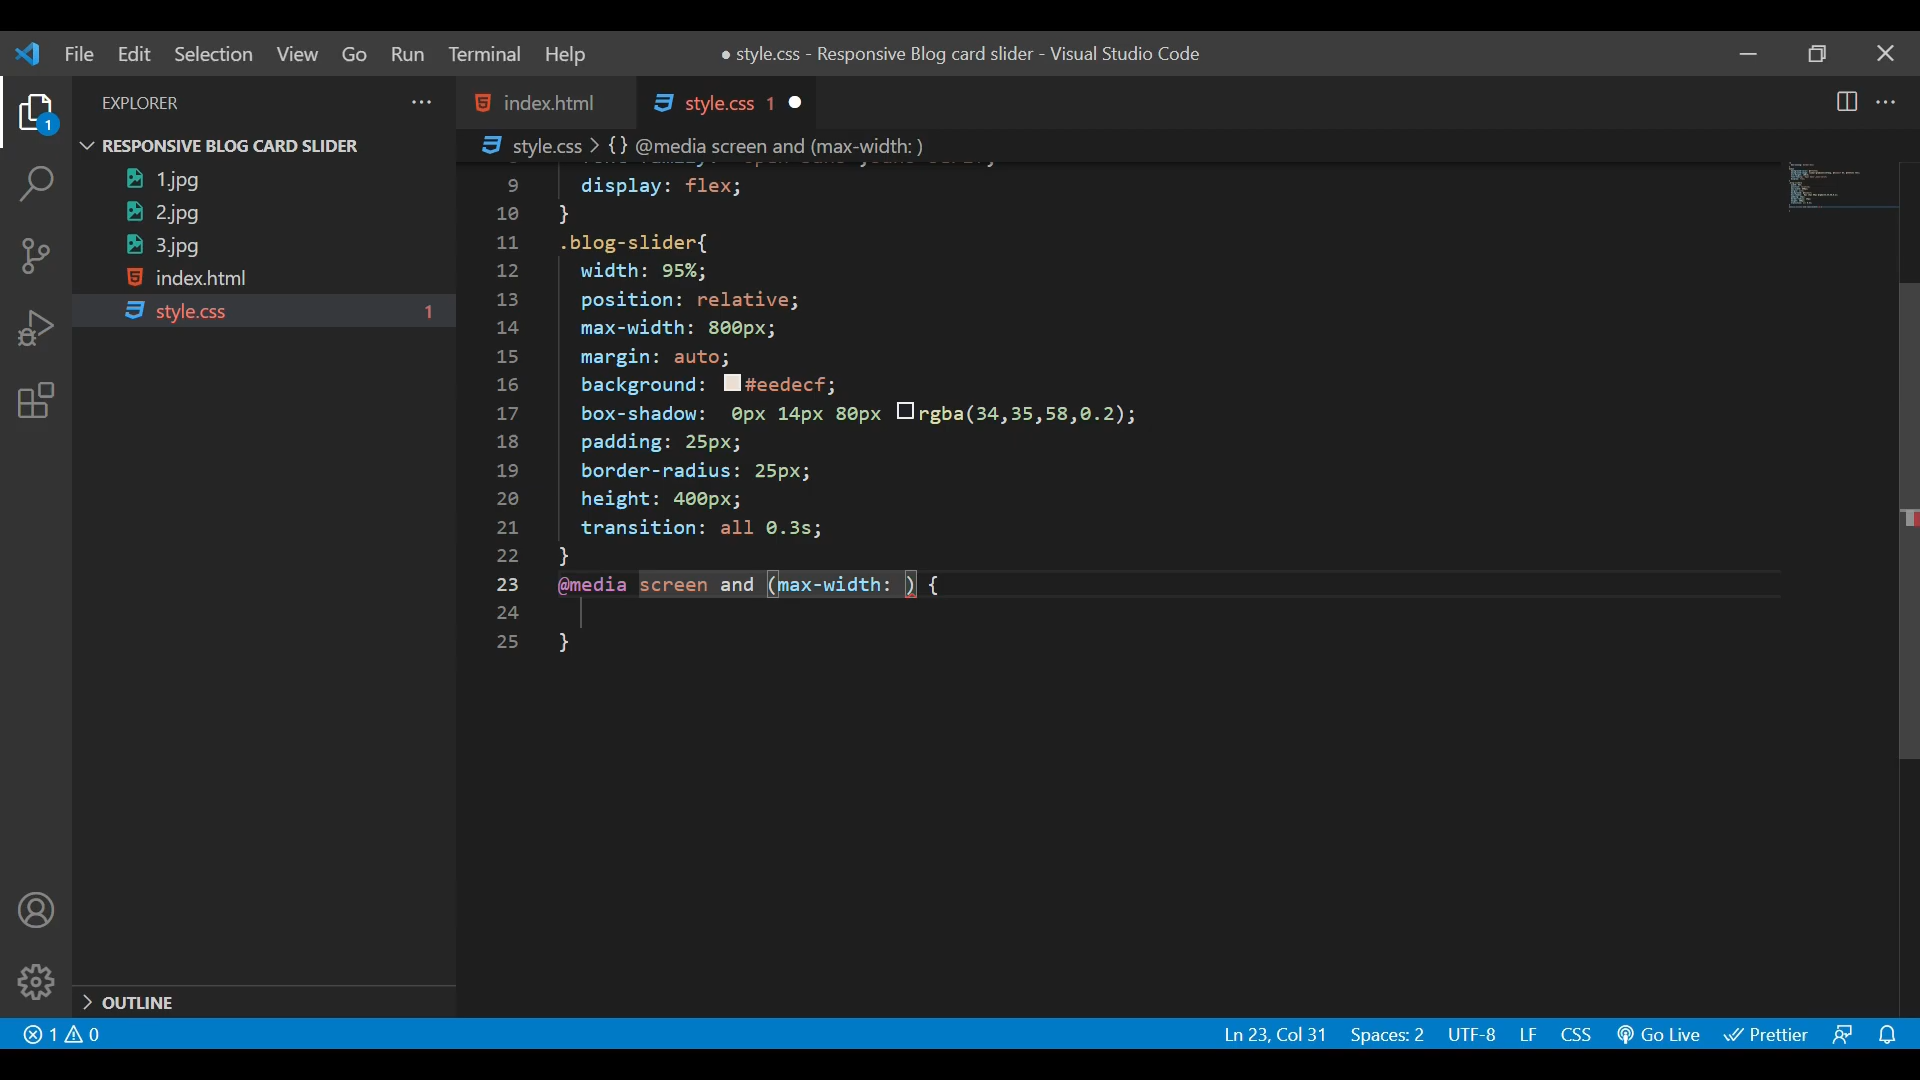 File Edit Selection View Go Run Terminal Help
● style.css - Responsive Blog card slider - Visual Studio Code
EXPLORER
index.html
style.css 1
RESPONSIVE BLOG CARD SLIDER
style.css > {} @media screen and (max-width: )
1.jpg
2.jpg
3.jpg
index.html
style.css 1
9 display: flex;
10 }
11 .blog-slider{
12 width: 95%;
13 position: relative;
14 max-width: 800px;
15 margin: auto;
16 background: #eedecf;
17 box-shadow: 0px 14px 80px rgba(34,35,58,0.2);
18 padding: 25px;
19 border-radius: 25px;
20 height: 400px;
21 transition: all 0.3s;
22 }
23 @media screen and (max-width: ) {
24
25 }
OUTLINE
1 0
Ln 23, Col 31 Spaces: 2 UTF-8 LF CSS Go Live Prettier